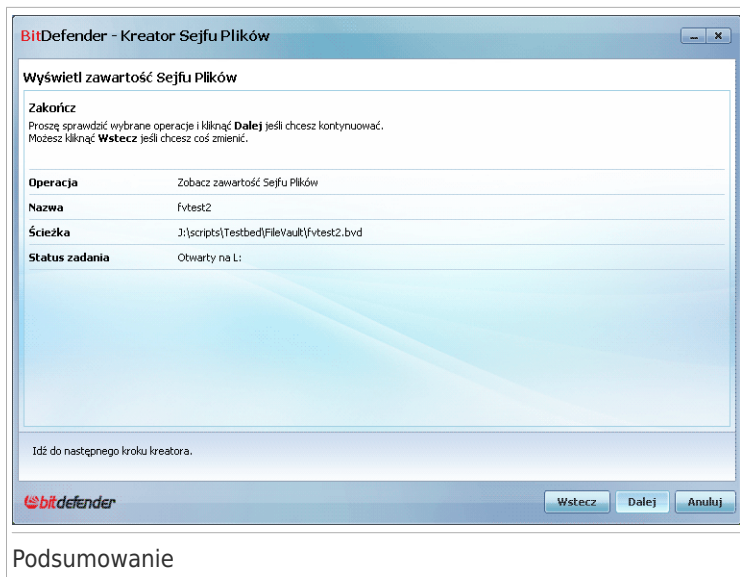 BitDefender - Kreator Sejfu Plików
Wyświetl zawartość Sejfu Plików
Zakończ
Proszę sprawdzić wybrane operacje i kliknąć Dalej jeśli chcesz kontynuować.
Możesz kliknąć Wstecz jeśli chcesz coś zmienić.
Operacja Zobacz zawartość Sejfu Plików
Nazwa fvtest2
Ścieżka J:\scripts\Testbed\FileVault\fvtest2.bvd
Status zadania Otwarty na L:
Idź do następnego kroku kreatora.
bitdefender
Wstecz Dalej Anuluj
Podsumowanie